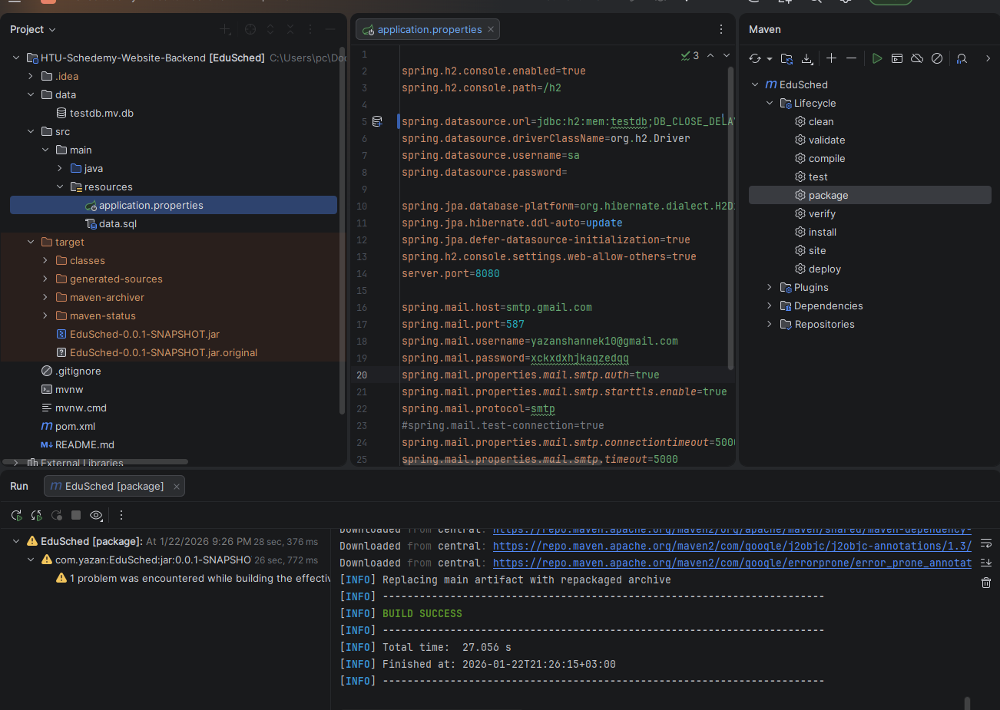 Project
HTU-Schedemy-Website-Backend [EduSched] C:\Users\pc\Doc
.idea
data
testdb.mv.db
src
main
java
resources
application.properties
data.sql
target
classes
generated-sources
maven-archiver
maven-status
EduSched-0.0.1-SNAPSHOT.jar
EduSched-0.0.1-SNAPSHOT.jar.original
.gitignore
mvnw
mvnw.cmd
pom.xml
README.md
External Libraries
application.properties
3
1
2 spring.h2.console.enabled=true
3 spring.h2.console.path=/h2
4
5 spring.datasource.url=jdbc:h2:mem:testdb;DB_CLOSE_DELA
6 spring.datasource.driverClassName=org.h2.Driver
7 spring.datasource.username=sa
8 spring.datasource.password=
9
10 spring.jpa.database-platform=org.hibernate.dialect.H2D
11 spring.jpa.hibernate.ddl-auto=update
12 spring.jpa.defer-datasource-initialization=true
13 spring.h2.console.settings.web-allow-others=true
14 server.port=8080
15
16 spring.mail.host=smtp.gmail.com
17 spring.mail.port=587
18 spring.mail.username=yazanshannek10@gmail.com
19 spring.mail.password=xckxdxhjkaqzedqq
20 spring.mail.properties.mail.smtp.auth=true
21 spring.mail.properties.mail.smtp.starttls.enable=true
22 spring.mail.protocol=smtp
23 #spring.mail.test-connection=true
24 spring.mail.properties.mail.smtp.connectiontimeout=5000
25 spring.mail.properties.mail.smtp.timeout=5000
Maven
EduSched
Lifecycle
clean
validate
compile
test
package
verify
install
site
deploy
Plugins
Dependencies
Repositories
Run
EduSched [package]
EduSched [package]: At 1/22/2026 9:26 PM 28 sec, 376 ms
com.yazan:EduSched:jar:0.0.1-SNAPSHO 26 sec, 772 ms
1 problem was encountered while building the effectiv
Downloaded from central: https://repo.maven.apache.org/maven2/org/apache/maven/shared/maven-dependency-
Downloaded from central: https://repo.maven.apache.org/maven2/com/google/j2objc/j2objc-annotations/1.3/
Downloaded from central: https://repo.maven.apache.org/maven2/com/google/errorprone/error_prone_annotat
[INFO] Replacing main artifact with repackaged archive
[INFO] ------------------------------------------------------------------------
[INFO] BUILD SUCCESS
[INFO] ------------------------------------------------------------------------
[INFO] Total time:  27.056 s
[INFO] Finished at: 2026-01-22T21:26:15+03:00
[INFO] ------------------------------------------------------------------------